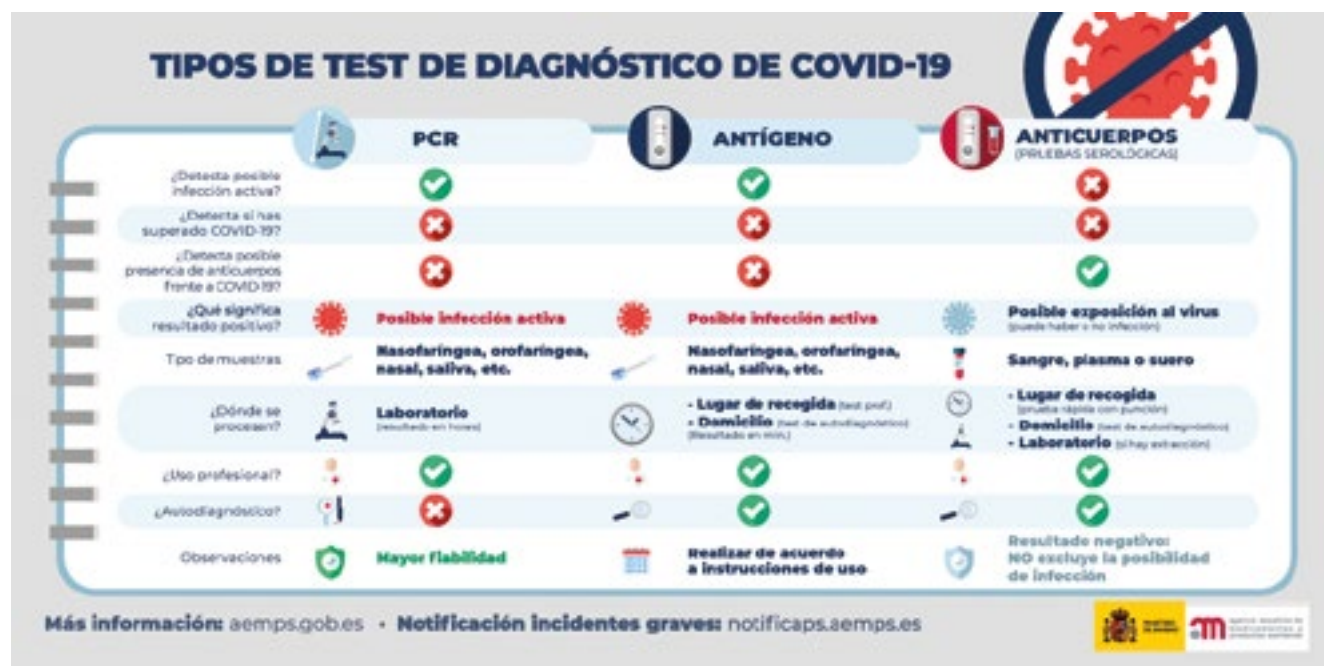 TIPOS DE TEST DE DIAGNÓSTICO DE COVID-19
PCR
ANTÍGENO
ANTICUERPOS
(PRUEBAS SEROLÓGICAS)
¿Detecta posible
infección activa?
¿Detecta si has
superado COVID-19?
¿Detecta posible
presencia de anticuerpos
frente a COVID-19?
¿Qué significa
resultado positivo?
Posible infección activa
Posible infección activa
Posible exposición al virus
(puede haber o no infección)
Tipo de muestras
Nasofaríngea, orofaríngea,
nasal, saliva, etc.
Nasofaríngea, orofaríngea,
nasal, saliva, etc.
Sangre, plasma o suero
¿Dónde se
procesan?
Laboratorio
(resultado en horas)
- Lugar de recogida (test prof.)
- Domicilio (test de autodiagnóstico)
(Resultado en min.)
- Lugar de recogida
(prueba rápida con punción)
- Domicilio (test de autodiagnóstico)
- Laboratorio (si hay extracción)
¿Uso profesional?
¿Autodiagnóstico?
Observaciones
Mayor fiabilidad
Realizar de acuerdo
a instrucciones de uso
Resultado negativo:
NO excluye la posibilidad
de infección
Más información: aemps.gob.es • Notificación incidentes graves: notificaps.aemps.es